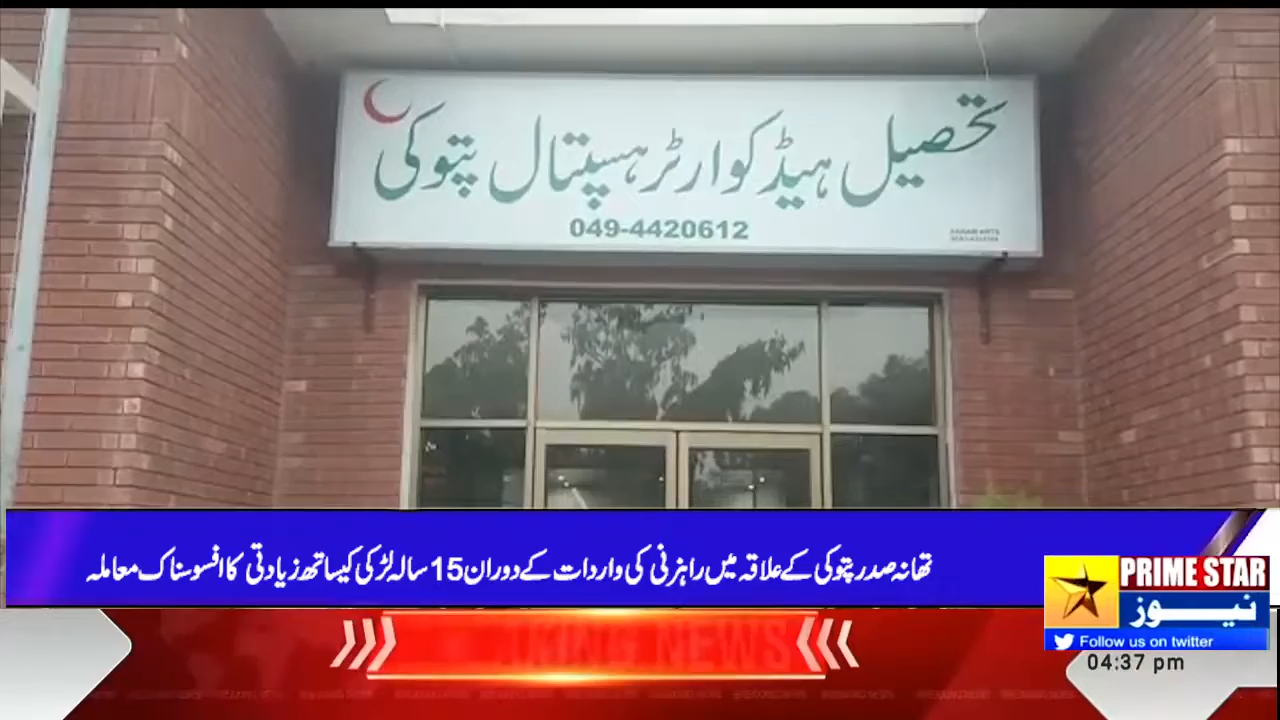 تحصیل ہیڈ کوارٹر ہسپتال پتوکی
049-4420612
تھانہ صدر پتوکی کے علاقہ میں راہزنی کی واردات کے دوران 15 سالہ لڑکی کیساتھ زیادتی کا افسوسناک معاملہ
PRIME STAR
نیوز
Follow us on twitter
NEWS
04:37 pm